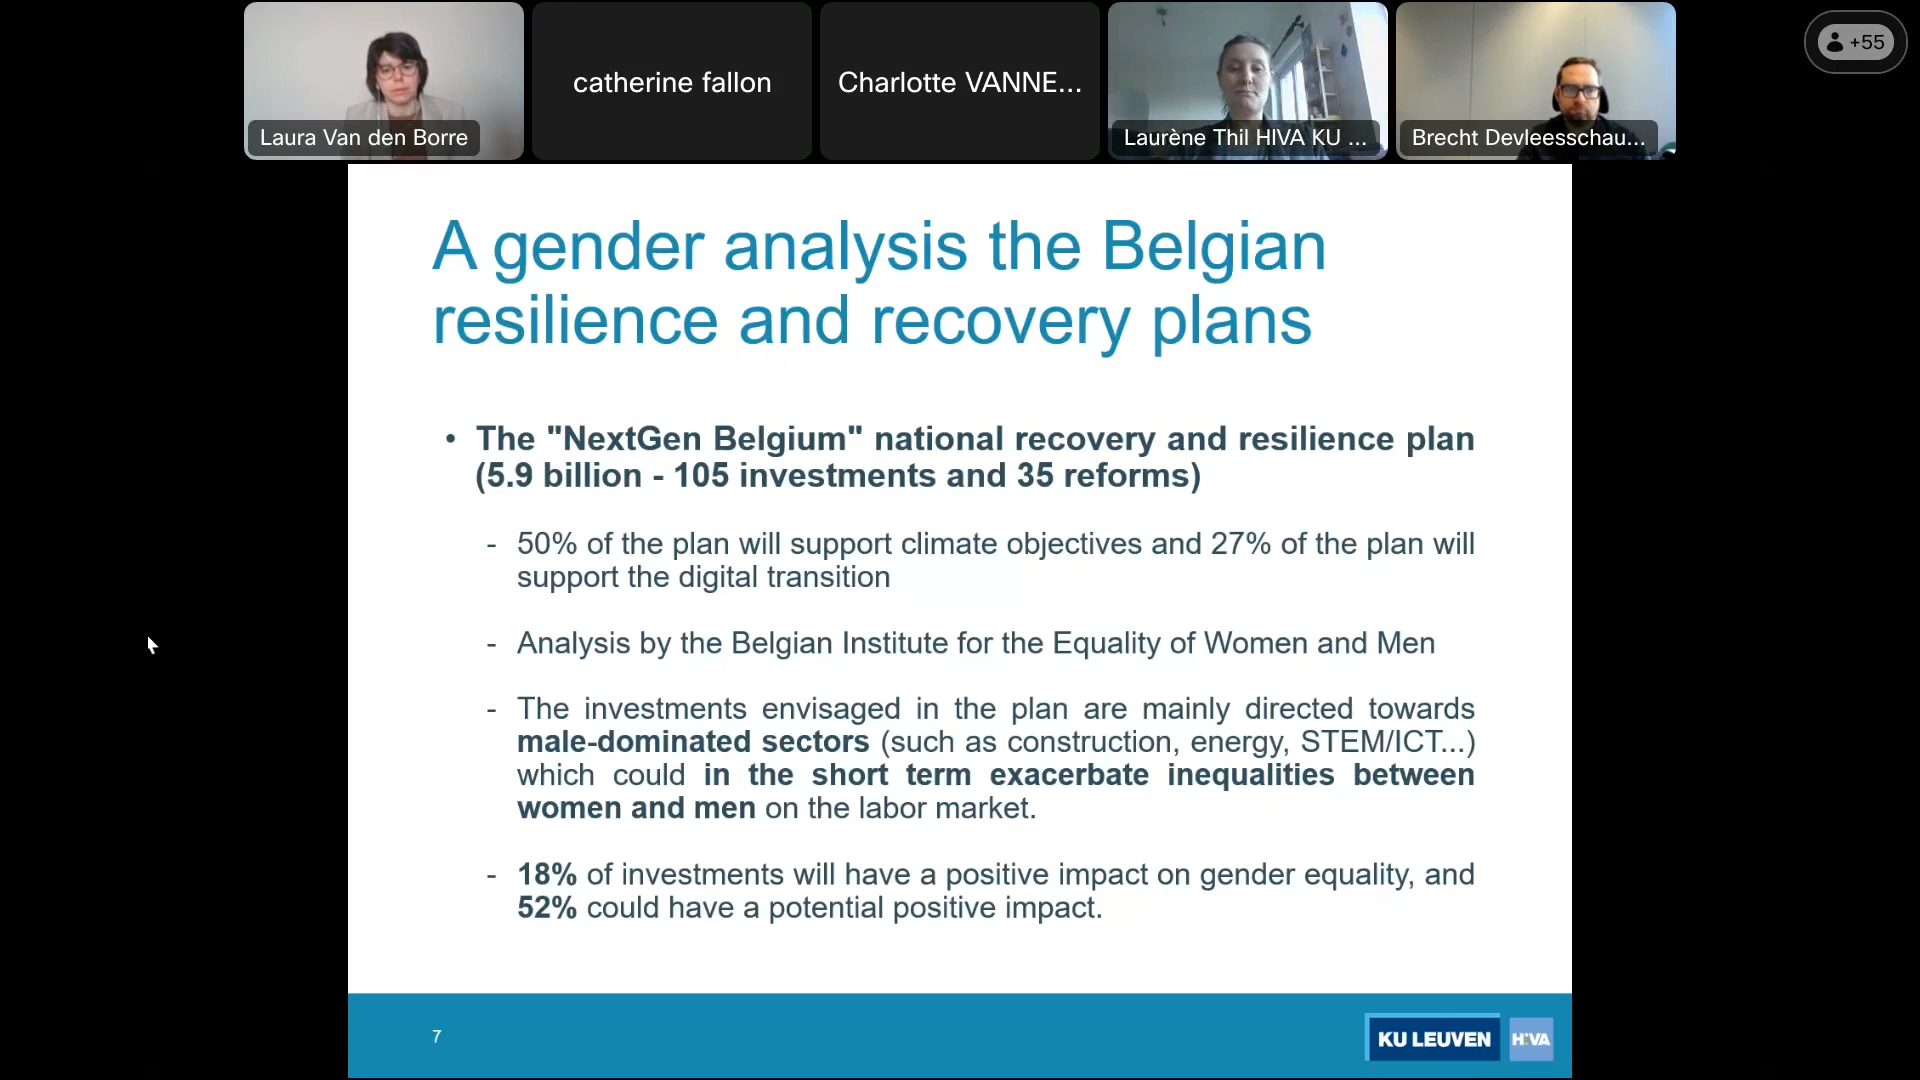 Laura Van den Borre
catherine fallon
Charlotte VANNE...
Laurène Thil HIVA KU ...
Brecht Devleesschau...
+55
A gender analysis the Belgian
resilience and recovery plans
• The "NextGen Belgium" national recovery and resilience plan
(5.9 billion - 105 investments and 35 reforms)
- 50% of the plan will support climate objectives and 27% of the plan will
support the digital transition
- Analysis by the Belgian Institute for the Equality of Women and Men
- The investments envisaged in the plan are mainly directed towards
male-dominated sectors (such as construction, energy, STEM/ICT...)
which could in the short term exacerbate inequalities between
women and men on the labor market.
- 18% of investments will have a positive impact on gender equality, and
52% could have a potential positive impact.
7
KU LEUVEN
HIVA